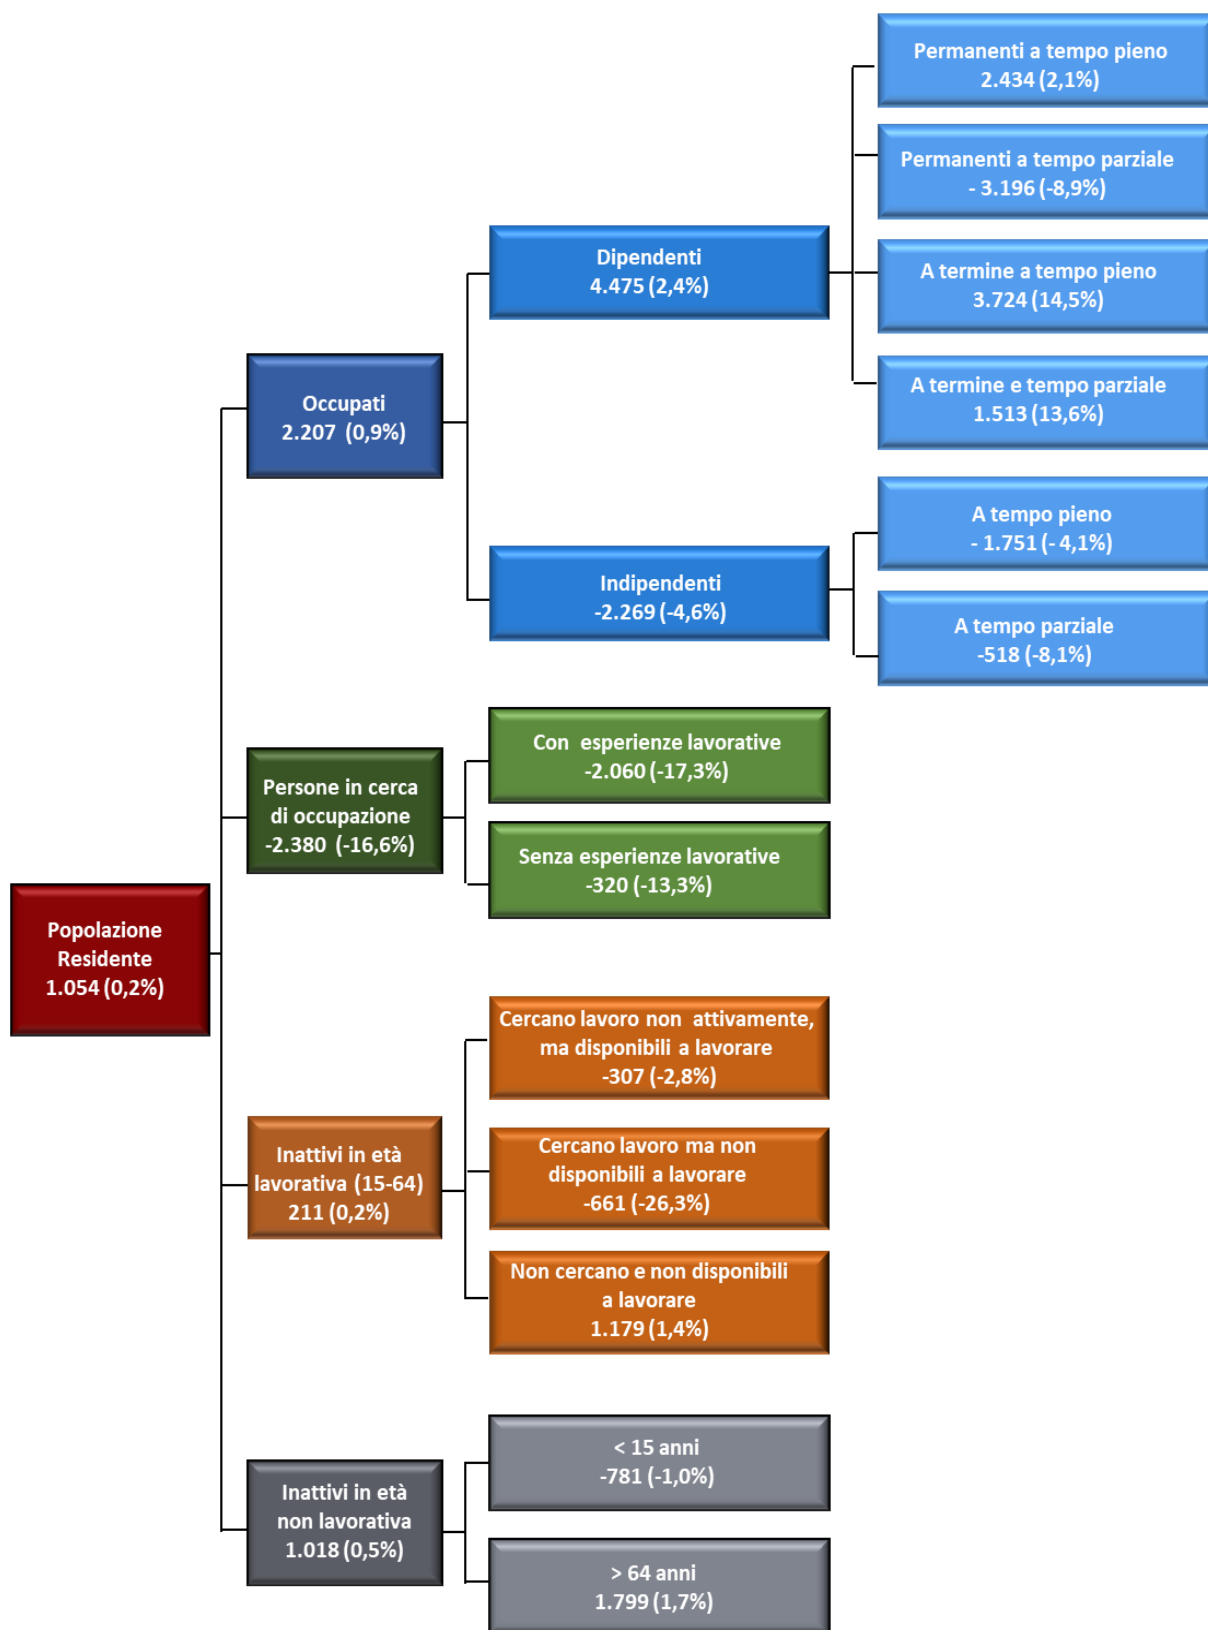 Popolazione
Residente
1.054 (0,2%)
Occupati
2.207 (0,9%)
Dipendenti
4.475 (2,4%)
Permanenti a tempo pieno
2.434 (2,1%)
Permanenti a tempo parziale
- 3.196 (-8,9%)
A termine a tempo pieno
3.724 (14,5%)
A termine e tempo parziale
1.513 (13,6%)
Indipendenti
-2.269 (-4,6%)
A tempo pieno
- 1.751 (- 4,1%)
A tempo parziale
-518 (-8,1%)
Persone in cerca
di occupazione
-2.380 (-16,6%)
Con esperienze lavorative
-2.060 (-17,3%)
Senza esperienze lavorative
-320 (-13,3%)
Inattivi in età
lavorativa (15-64)
211 (0,2%)
Cercano lavoro non attivamente,
ma disponibili a lavorare
-307 (-2,8%)
Cercano lavoro ma non
disponibili a lavorare
-661 (-26,3%)
Non cercano e non disponibili
a lavorare
1.179 (1,4%)
Inattivi in età
non lavorativa
1.018 (0,5%)
< 15 anni
-781 (-1,0%)
> 64 anni
1.799 (1,7%)